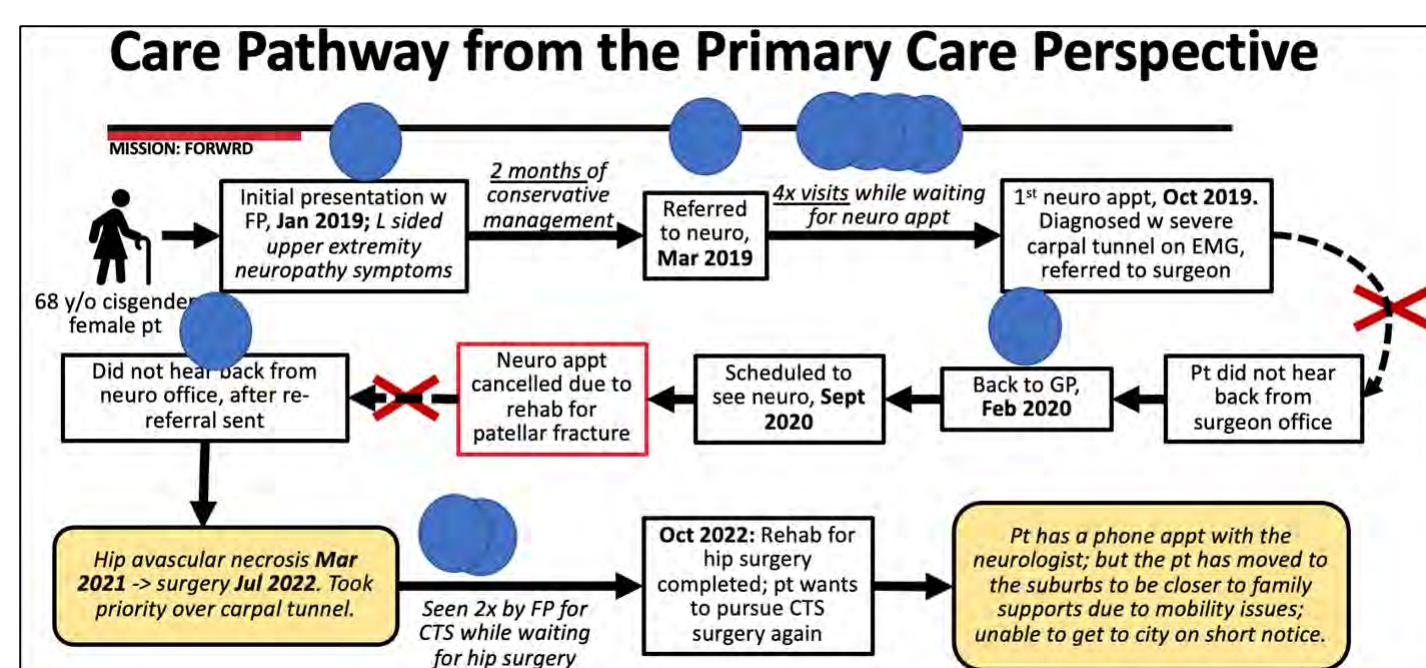 Care Pathway from the Primary Care Perspective
MISSION: FORWRD
68 y/o cisgender
female pt
Initial presentation w
FP, Jan 2019; L sided
upper extremity
neuropathy symptoms
2 months of
conservative
management
Referred
to neuro,
Mar 2019
4x visits while waiting
for neuro appt
1st neuro appt, Oct 2019.
Diagnosed w severe
carpal tunnel on EMG,
referred to surgeon
Pt did not hear
back from
surgeon office
Back to GP,
Feb 2020
Scheduled to
see neuro, Sept
2020
Neuro appt
cancelled due to
rehab for
patellar fracture
Did not hear back from
neuro office, after re-
referral sent
Hip avascular necrosis Mar
2021 -> surgery Jul 2022. Took
priority over carpal tunnel.
Seen 2x by FP for
CTS while waiting
for hip surgery
Oct 2022: Rehab for
hip surgery
completed; pt wants
to pursue CTS
surgery again
Pt has a phone appt with the
neurologist; but the pt has moved to
the suburbs to be closer to family
supports due to mobility issues;
unable to get to city on short notice.